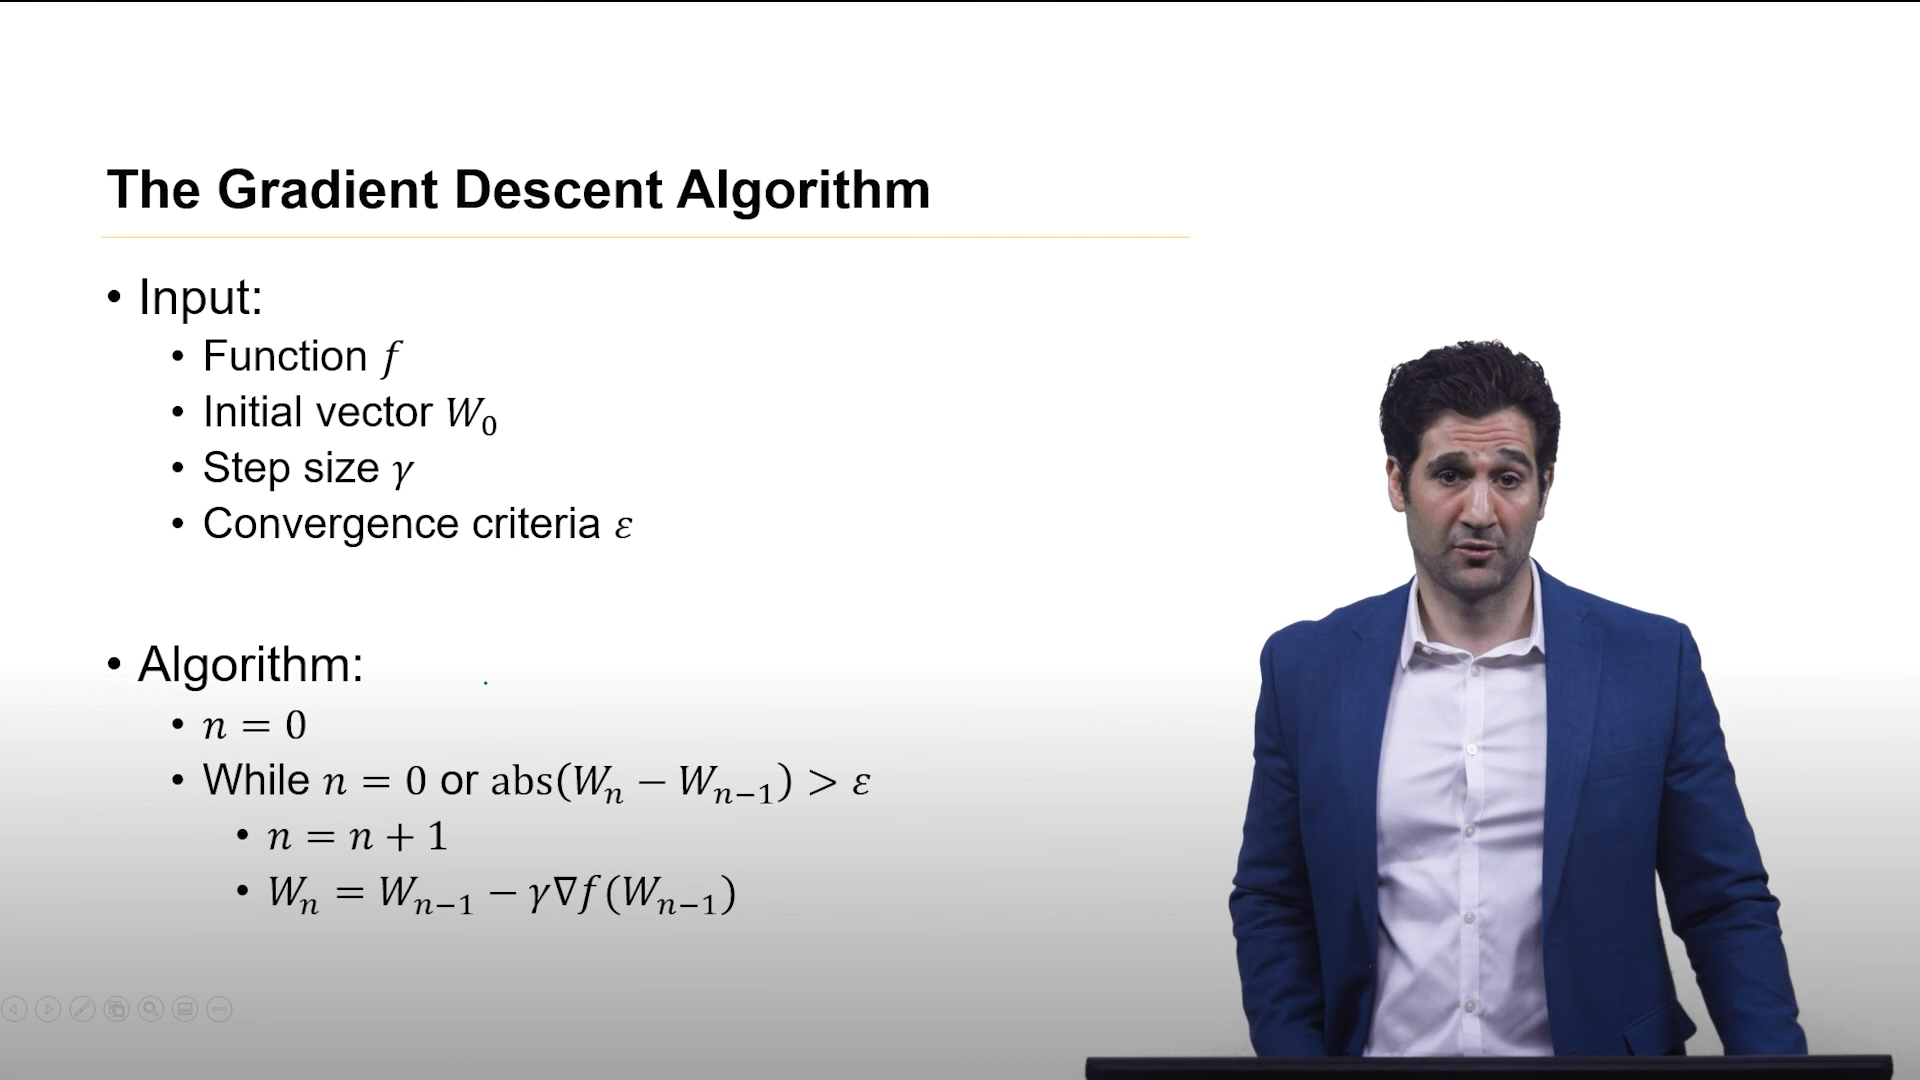 The Gradient Descent Algorithm
• Input:
• Function f
• Initial vector W₀
• Step size γ
• Convergence criteria ε
• Algorithm:
• n = 0
• While n = 0 or abs(Wₙ − Wₙ₋₁) > ε
• n = n + 1
• Wₙ = Wₙ₋₁ − γ∇f(Wₙ₋₁)